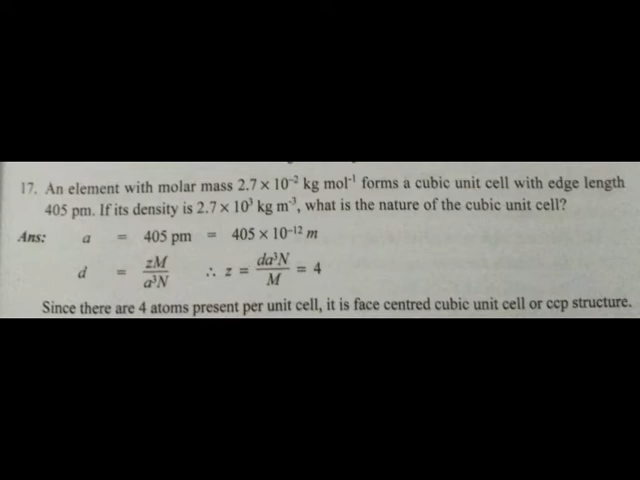 17. An element with molar mass 2.7 × 10⁻² kg mol⁻¹ forms a cubic unit cell with edge length
405 pm. If its density is 2.7 × 10³ kg m⁻³, what is the nature of the cubic unit cell?
Ans: a = 405 pm = 405 × 10⁻¹² m
d = zM/a³N ∴ z = da³N/M = 4
Since there are 4 atoms present per unit cell, it is face centred cubic unit cell or ccp structure.